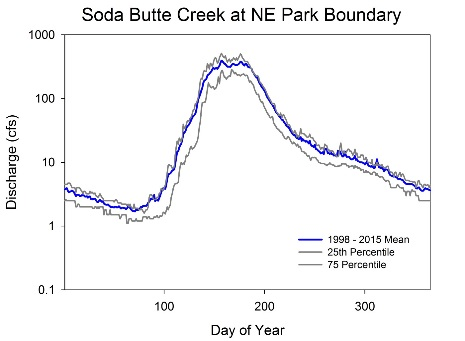 Soda Butte Creek at NE Park Boundary
1000
100
10
1
0.1
Discharge (cfs)
1998 - 2015 Mean
25th Percentile
75 Percentile
100
200
300
Day of Year